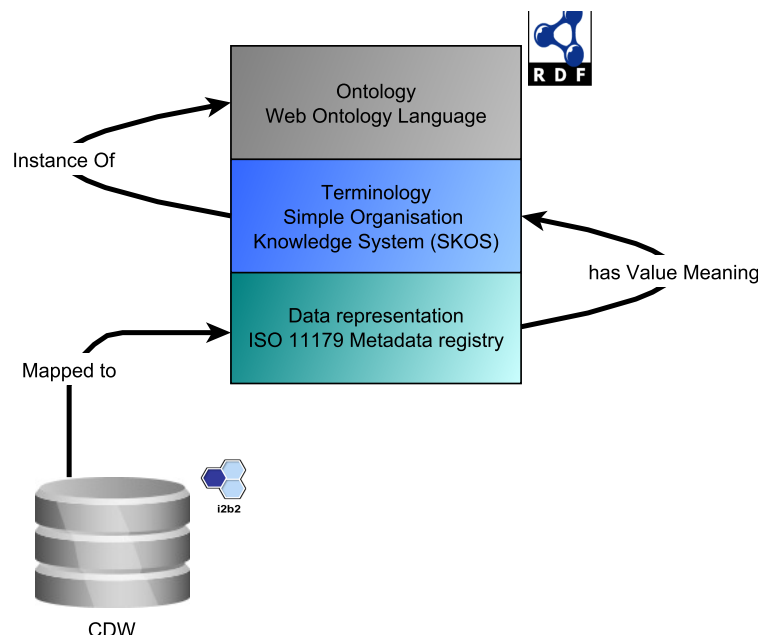 RDF
Ontology
Web Ontology Language
Instance Of
Terminology
Simple Organisation
Knowledge System (SKOS)
has Value Meaning
Data representation
ISO 11179 Metadata registry
Mapped to
i2b2
CDW